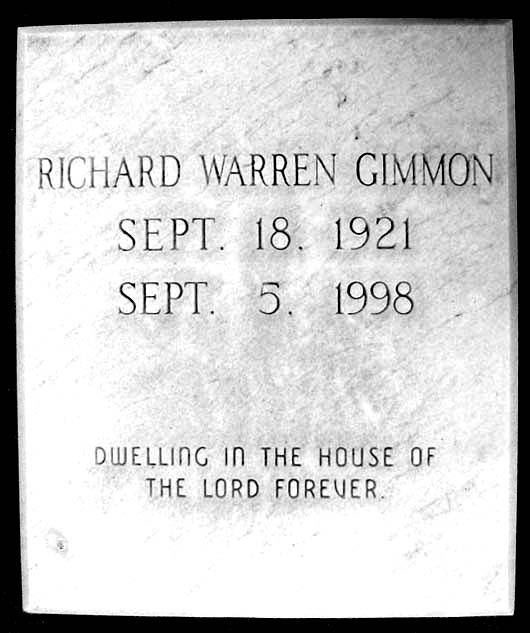 RICHARD WARREN GIMMON
SEPT. 18. 1921
SEPT. 5. 1998
DWELLING IN THE HOUSE OF
THE LORD FOREVER.